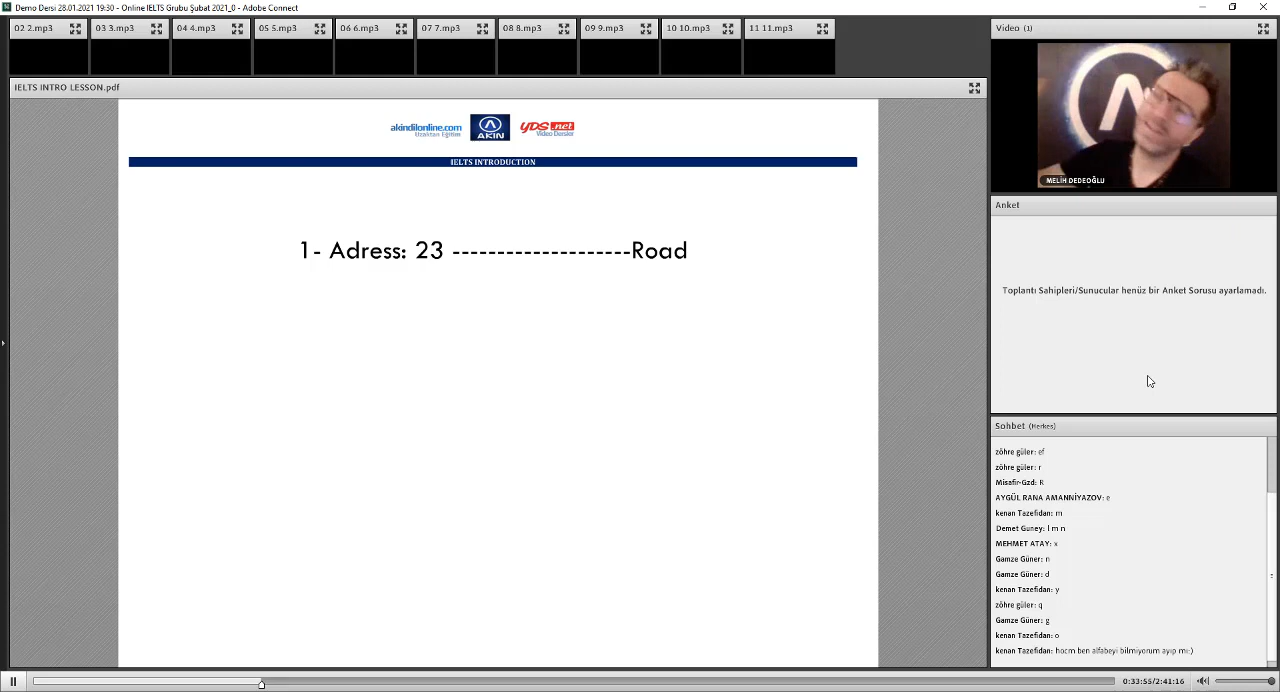 Demo Dersi 28.01.2021 19:30 - Online IELTS Grubu Şubat 2021_0 - Adobe Connect
02 2.mp3
03 3.mp3
04 4.mp3
05 5.mp3
06 6.mp3
07 7.mp3
08 8.mp3
09 9.mp3
10 10.mp3
11 11.mp3
Video (1)
MELİH DEDEOĞLU
IELTS INTRO LESSON.pdf
akindilonline.com
Uzaktan Eğitim
AKIN
YDS.net
Video Dersler
IELTS INTRODUCTION
1- Adress: 23 --------------------Road
Anket
Toplantı Sahipleri/Sunucular henüz bir Anket Sorusu ayarlamadı.
Sohbet (Herkes)
zöhre güler: ef
zöhre güler: r
Misafir-Gzd: R
AYGÜL RANA AMANNİYAZOV: e
kenan Tazefidan: m
Demet Guney: l m n
MEHMET ATAY: x
Gamze Güner: n
Gamze Güner: d
kenan Tazefidan: y
zöhre güler: q
Gamze Güner: g
kenan Tazefidan: o
kenan Tazefidan: hocm ben alfabeyi bilmiyorum ayıp mı:)
0:33:55/2:41:16